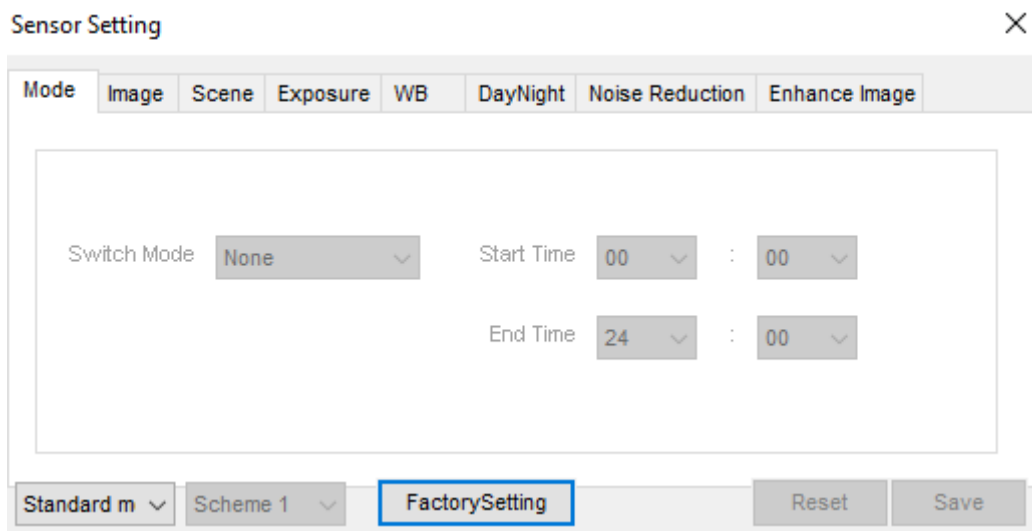 Sensor Setting
Mode Image Scene Exposure WB DayNight Noise Reduction Enhance Image
Switch Mode None Start Time 00 : 00
End Time 24 : 00
Standard m Scheme 1 FactorySetting Reset Save